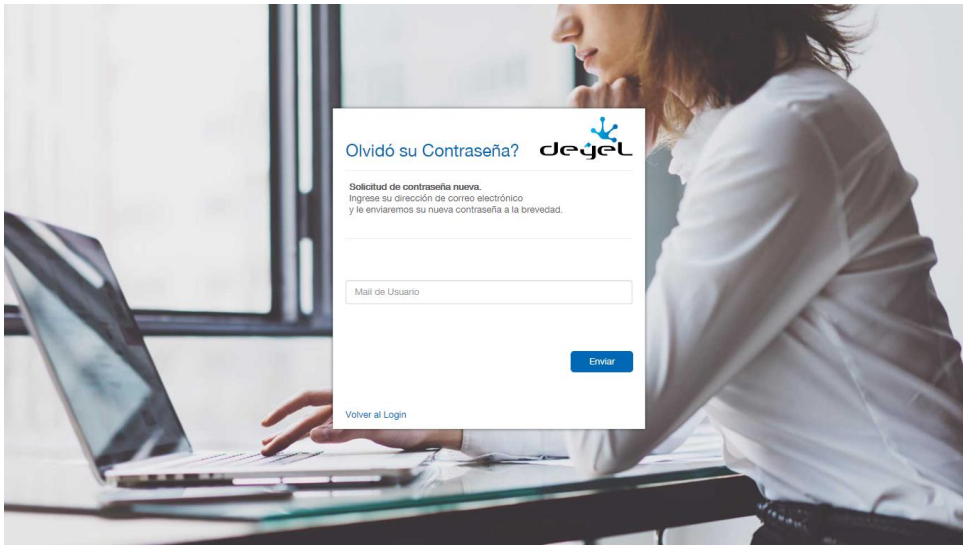 Olvidó su Contraseña?
deyel
Solicitud de contraseña nueva.
Ingrese su dirección de correo electrónico
y le enviaremos su nueva contraseña a la brevedad.
Mail de Usuario
Enviar
Volver al Login